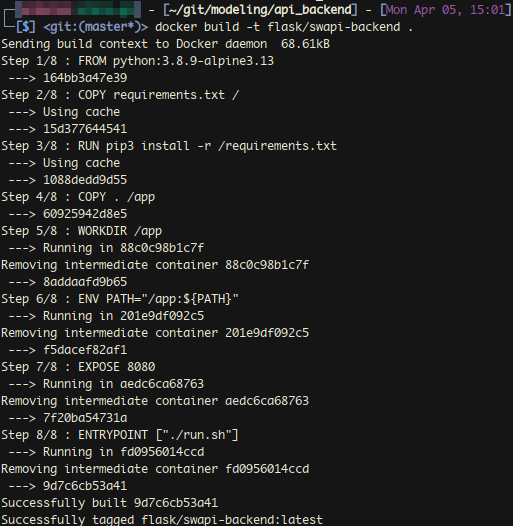 - [~/git/modeling/api_backend] - [Mon Apr 05, 15:01]
[$] <git:(master*)> docker build -t flask/swapi-backend .
Sending build context to Docker daemon  68.61kB
Step 1/8 : FROM python:3.8.9-alpine3.13
 ---> 164bb3a47e39
Step 2/8 : COPY requirements.txt /
 ---> Using cache
 ---> 15d377644541
Step 3/8 : RUN pip3 install -r /requirements.txt
 ---> Using cache
 ---> 1088dedd9d55
Step 4/8 : COPY . /app
 ---> 60925942d8e5
Step 5/8 : WORKDIR /app
 ---> Running in 88c0c98b1c7f
Removing intermediate container 88c0c98b1c7f
 ---> 8addaafd9b65
Step 6/8 : ENV PATH="/app:${PATH}"
 ---> Running in 201e9df092c5
Removing intermediate container 201e9df092c5
 ---> f5dacef82af1
Step 7/8 : EXPOSE 8080
 ---> Running in aedc6ca68763
Removing intermediate container aedc6ca68763
 ---> 7f20ba54731a
Step 8/8 : ENTRYPOINT ["./run.sh"]
 ---> Running in fd0956014ccd
Removing intermediate container fd0956014ccd
 ---> 9d7c6cb53a41
Successfully built 9d7c6cb53a41
Successfully tagged flask/swapi-backend:latest